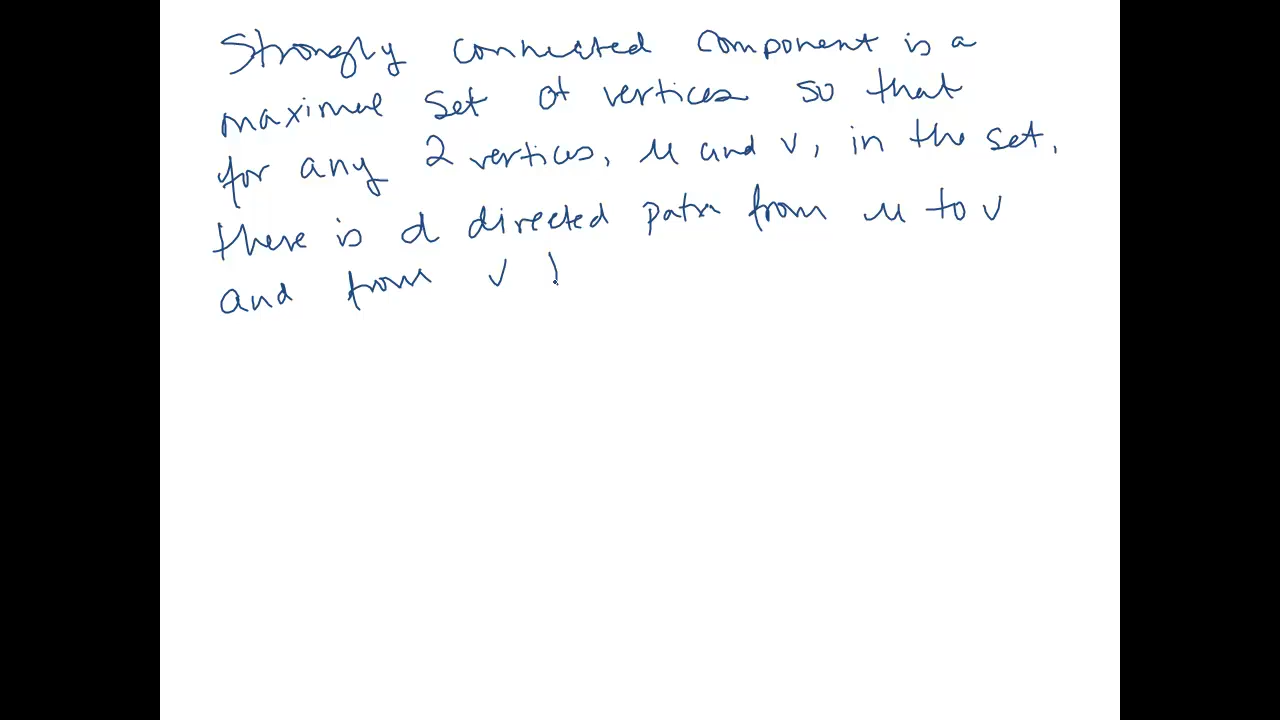 Strongly connected component is a
maximal set of vertices so that
for any 2 vertices, u and v, in the set,
there is a directed path from u to v
and from v